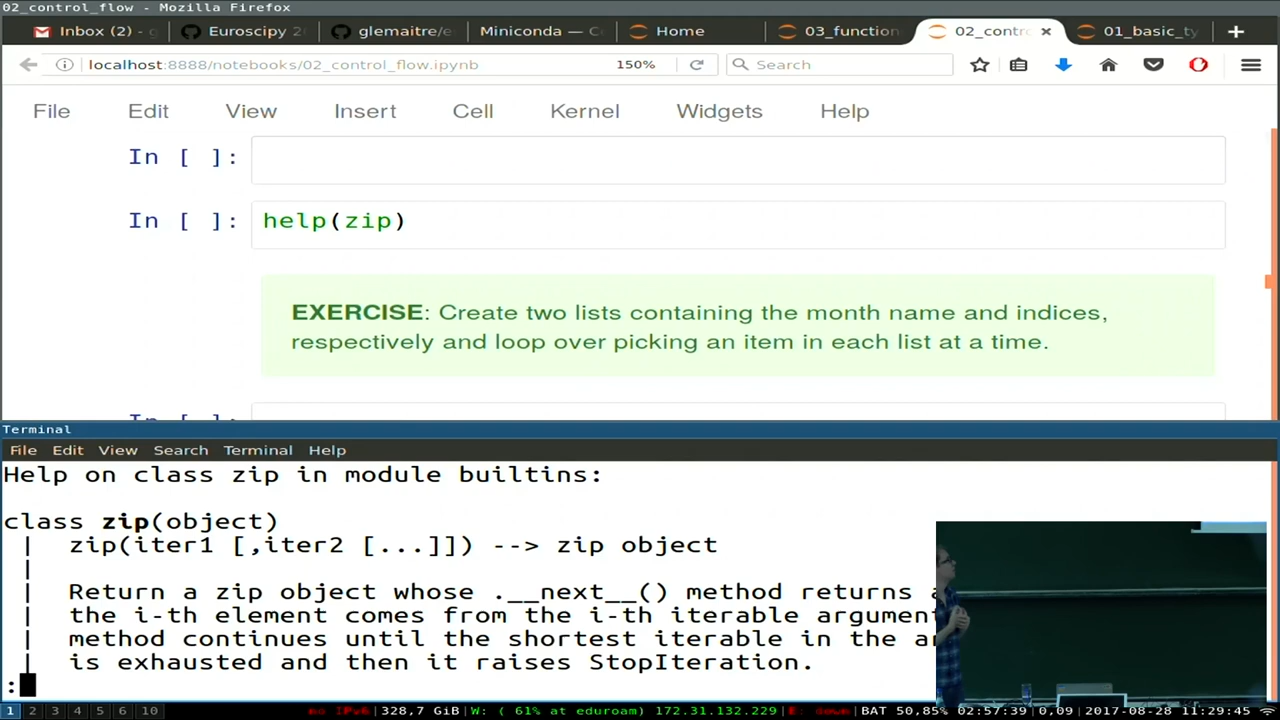 02_control_flow - Mozilla Firefox
Inbox (2) - g
Euroscipy 2
glemaitre/e
Miniconda — C
Home
03_function
02_contr
01_basic_ty
localhost:8888/notebooks/02_control_flow.ipynb
150%
Search
File Edit View Insert Cell Kernel Widgets Help
In [ ]:
In [ ]: help(zip)
EXERCISE: Create two lists containing the month name and indices,
respectively and loop over picking an item in each list at a time.
In [ ]:
Terminal
File Edit View Search Terminal Help
Help on class zip in module builtins:
class zip(object)
| zip(iter1 [,iter2 [...]]) --> zip object
|
| Return a zip object whose .__next__() method returns a
| the i-th element comes from the i-th iterable argument
| method continues until the shortest iterable in the ar
| is exhausted and then it raises StopIteration.
:
1 2 3 4 5 6 10 no IPv6|328,7 GiB|W: ( 61% at eduroam) 172.31.132.229|E: down|BAT 50,85% 02:57:39|0,09|2017-08-28 11:29:45